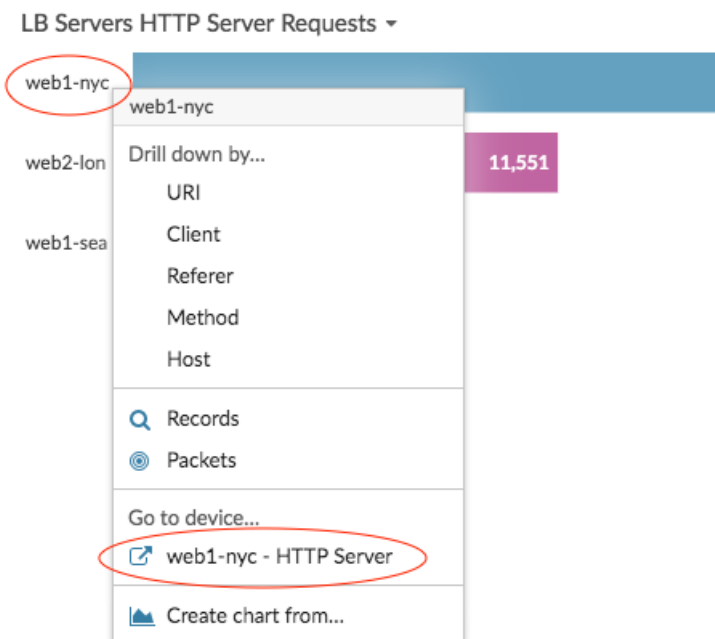 LB Servers HTTP Server Requests
web1-nyc
web1-nyc
web2-lon
Drill down by...
11,551
URI
Client
web1-sea
Referer
Method
Host
Records
Packets
Go to device...
web1-nyc - HTTP Server
Create chart from...